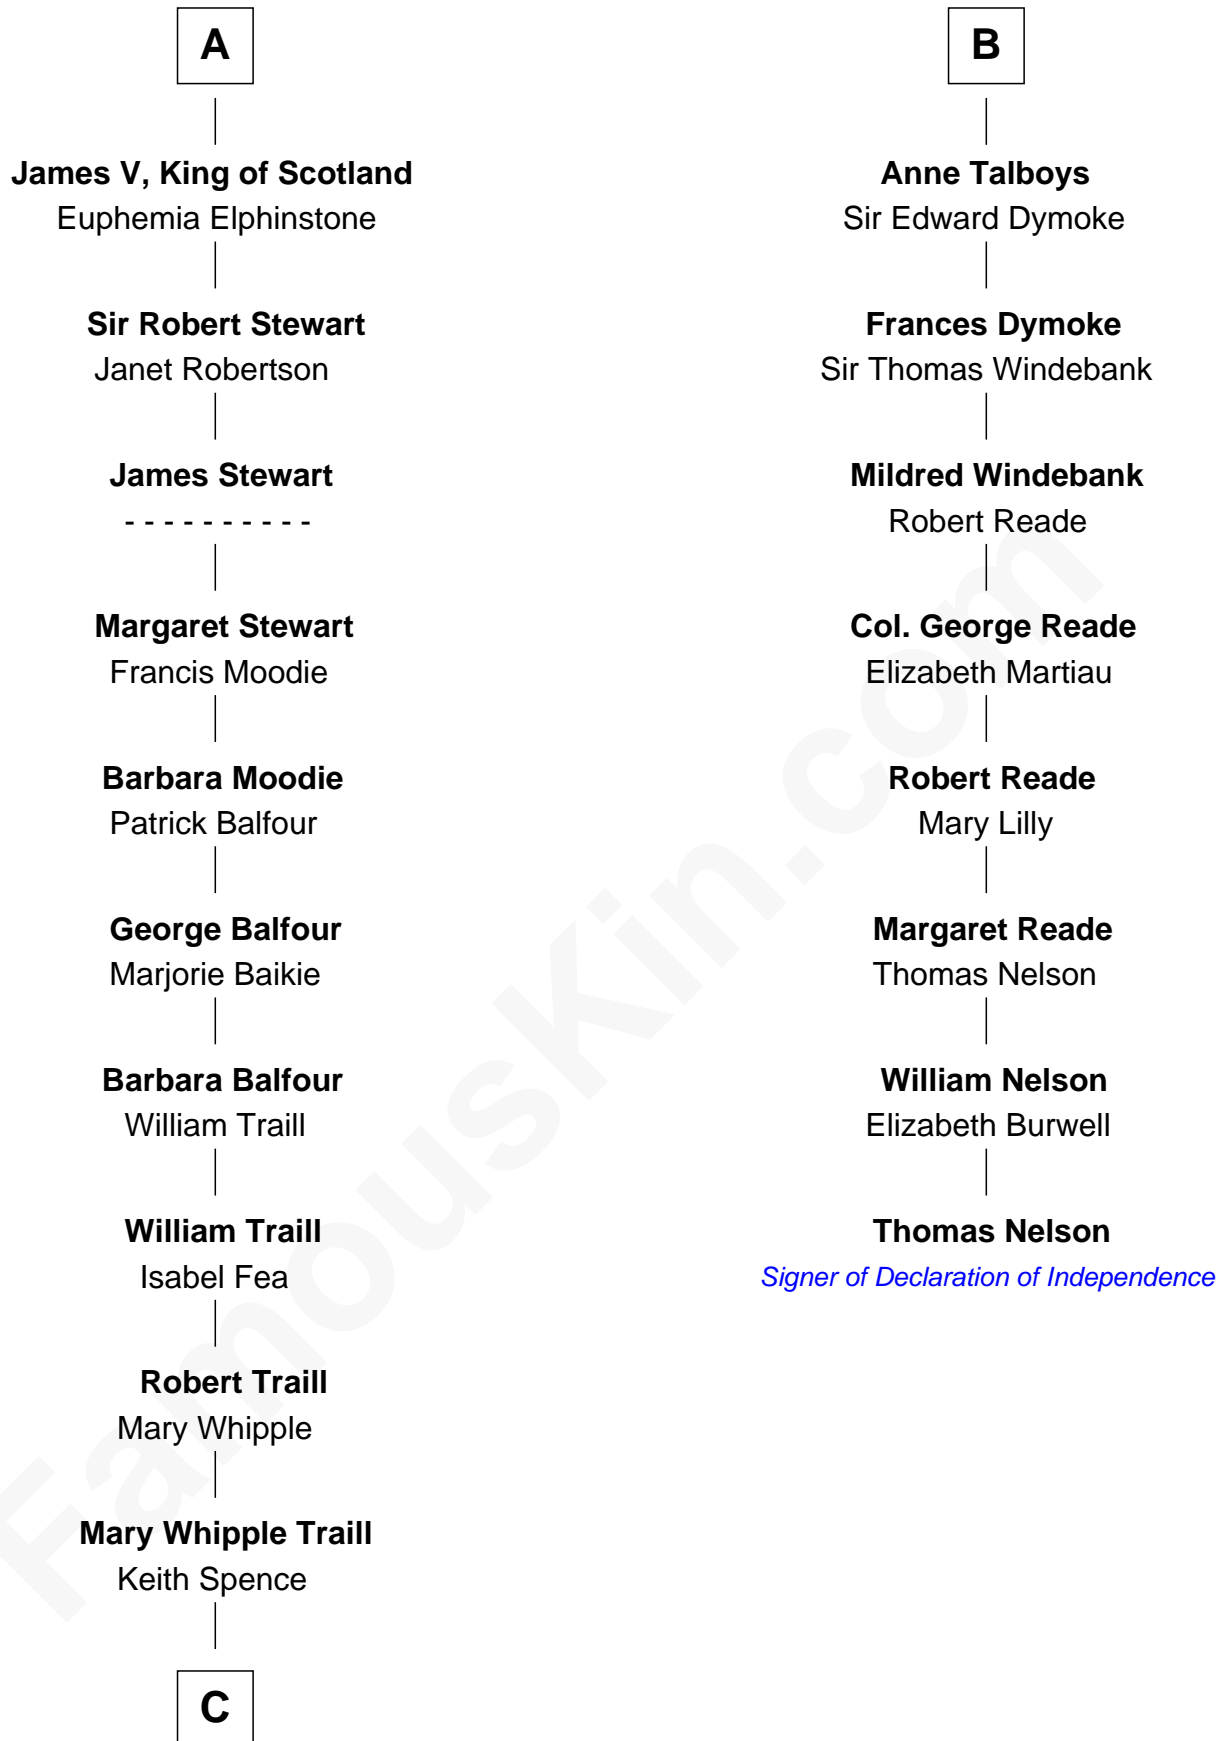 A
James V, King of Scotland
Euphemia Elphinstone
Sir Robert Stewart
Janet Robertson
James Stewart
- - - - - - - - - -
Margaret Stewart
Francis Moodie
Barbara Moodie
Patrick Balfour
George Balfour
Marjorie Baikie
Barbara Balfour
William Traill
William Traill
Isabel Fea
Robert Traill
Mary Whipple
Mary Whipple Traill
Keith Spence
C
B
Anne Talboys
Sir Edward Dymoke
Frances Dymoke
Sir Thomas Windebank
Mildred Windebank
Robert Reade
Col. George Reade
Elizabeth Martiau
Robert Reade
Mary Lilly
Margaret Reade
Thomas Nelson
William Nelson
Elizabeth Burwell
Thomas Nelson
Signer of Declaration of Independence
FamousKin.com